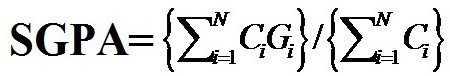 SGPA= {∑_{i=1}^{N} C_i G_i} / {∑_{i=1}^{N} C_i}